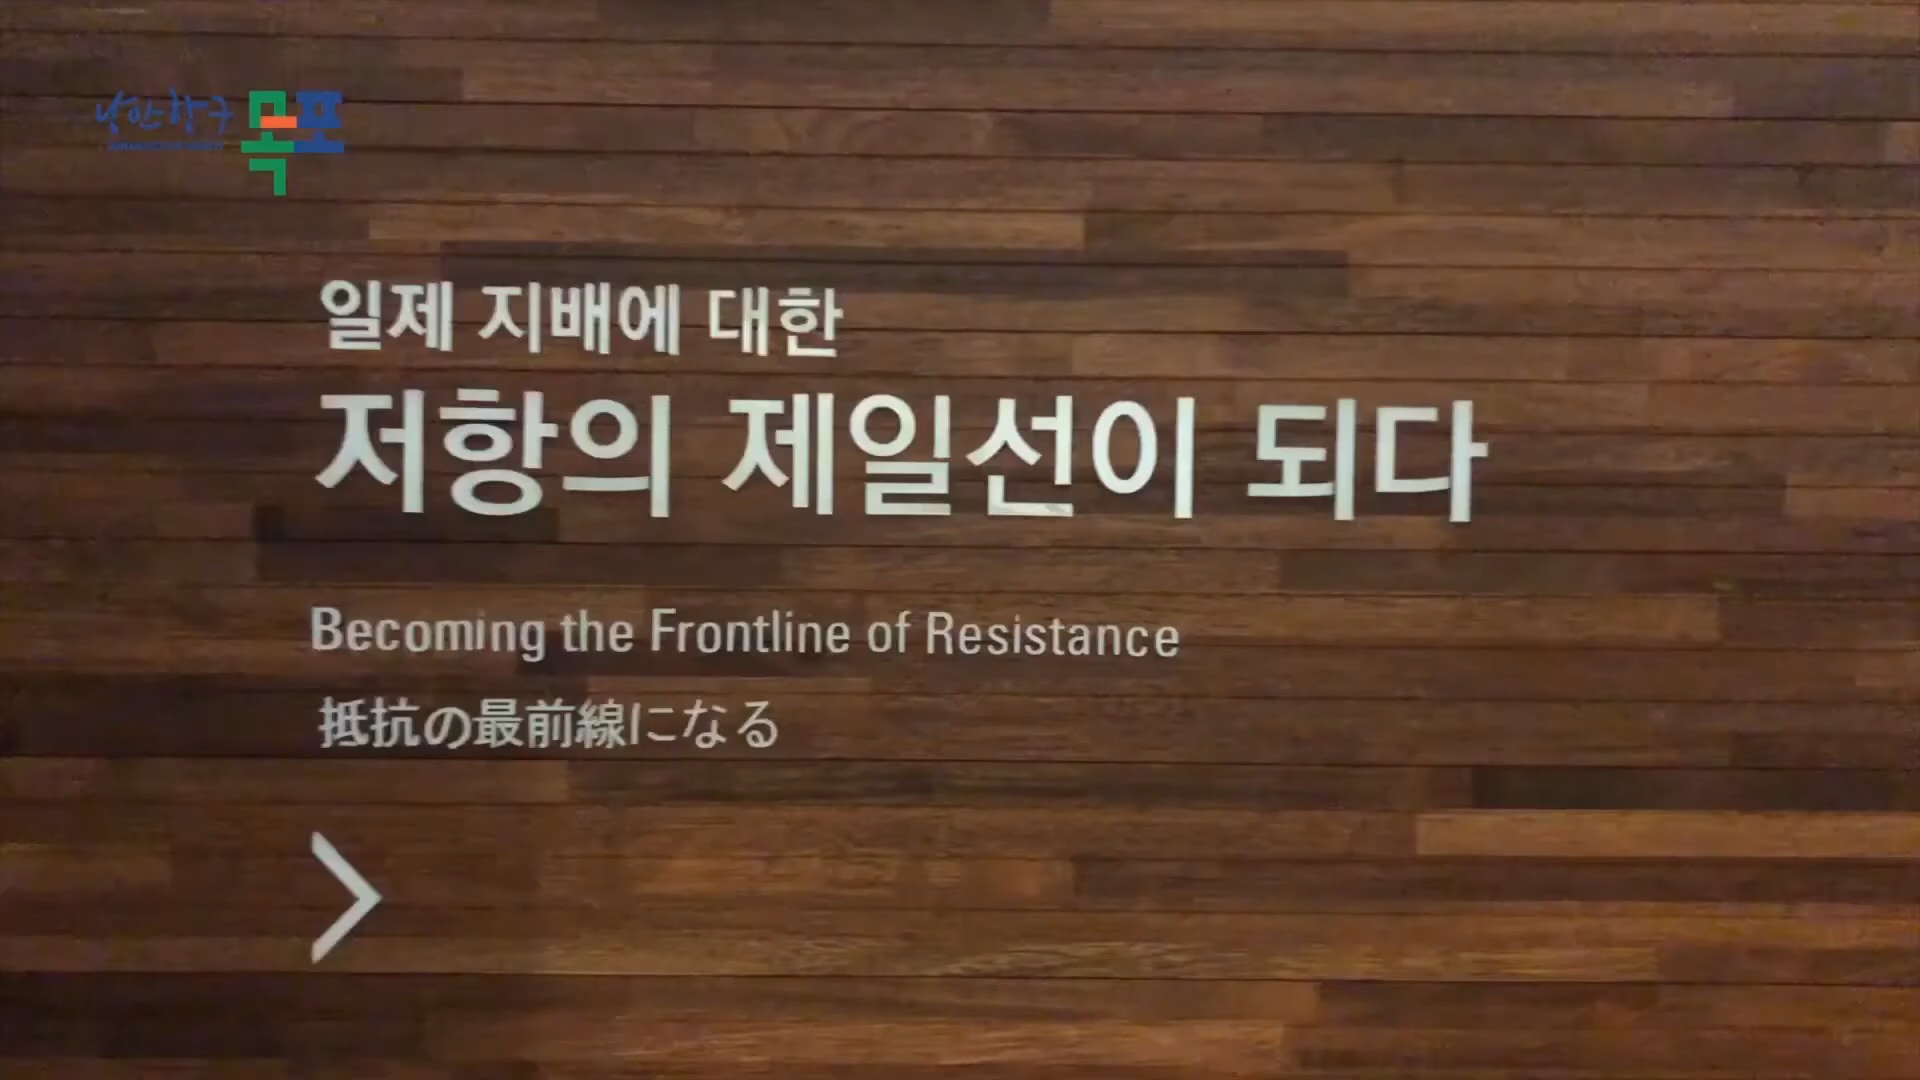 낭만항구 목포
일제 지배에 대한
저항의 제일선이 되다
Becoming the Frontline of Resistance
抵抗の最前線になる